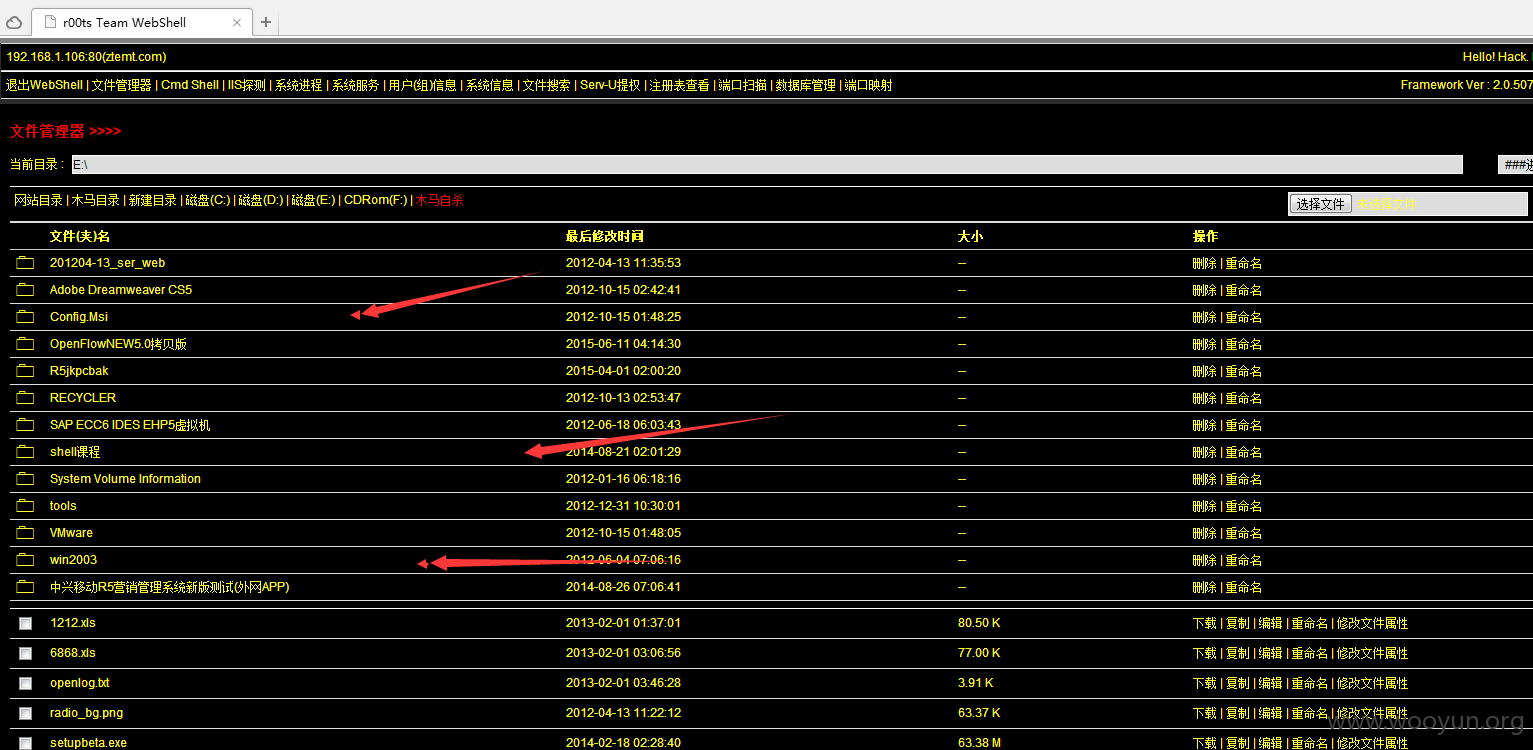 r00ts Team WebShell
192.168.1.106:80(ztemt.com) Hello! Hack.
退出WebShell | 文件管理器 | Cmd Shell | IIS探测 | 系统进程 | 系统服务 | 用户(组)信息 | 系统信息 | 文件搜索 | Serv-U提权 | 注册表查看 | 端口扫描 | 数据库管理 | 端口映射 Framework Ver : 2.0.507
文件管理器 >>>>
当前目录 : E:\ ###进
网站目录 | 木马目录 | 新建目录 | 磁盘(C:) | 磁盘(D:) | 磁盘(E:) | CDRom(F:) | 木马自杀 选择文件 未选择文件
文件(夹)名 最后修改时间 大小 操作
201204-13_ser_web 2012-04-13 11:35:53 -- 删除 | 重命名
Adobe Dreamweaver CS5 2012-10-15 02:42:41 -- 删除 | 重命名
Config.Msi 2012-10-15 01:48:25 -- 删除 | 重命名
OpenFlowNEW5.0拷贝版 2015-06-11 04:14:30 -- 删除 | 重命名
R5jkpcbak 2015-04-01 02:00:20 -- 删除 | 重命名
RECYCLER 2012-10-13 02:53:47 -- 删除 | 重命名
SAP ECC6 IDES EHP5虚拟机 2012-06-18 06:03:43 -- 删除 | 重命名
shell课程 2014-08-21 02:01:29 -- 删除 | 重命名
System Volume Information 2012-01-16 06:18:16 -- 删除 | 重命名
tools 2012-12-31 10:30:01 -- 删除 | 重命名
VMware 2012-10-15 01:48:05 -- 删除 | 重命名
win2003 2012-06-04 07:06:16 -- 删除 | 重命名
中兴移动R5营销管理系统新版测试(外网APP) 2014-08-26 07:06:41 -- 删除 | 重命名
1212.xls 2013-02-01 01:37:01 80.50 K 下载 | 复制 | 编辑 | 重命名 | 修改文件属性
6868.xls 2013-02-01 03:06:56 77.00 K 下载 | 复制 | 编辑 | 重命名 | 修改文件属性
openlog.txt 2013-02-01 03:46:28 3.91 K 下载 | 复制 | 编辑 | 重命名 | 修改文件属性
radio_bg.png 2012-04-13 11:22:12 63.37 K 下载 | 复制 | 编辑 | 重命名 | 修改文件属性
setupbeta.exe 2014-02-18 02:28:40 63.38 M 下载 | 复制 | 编辑 | 重命名 | 修改文件属性
www.wooyun.org